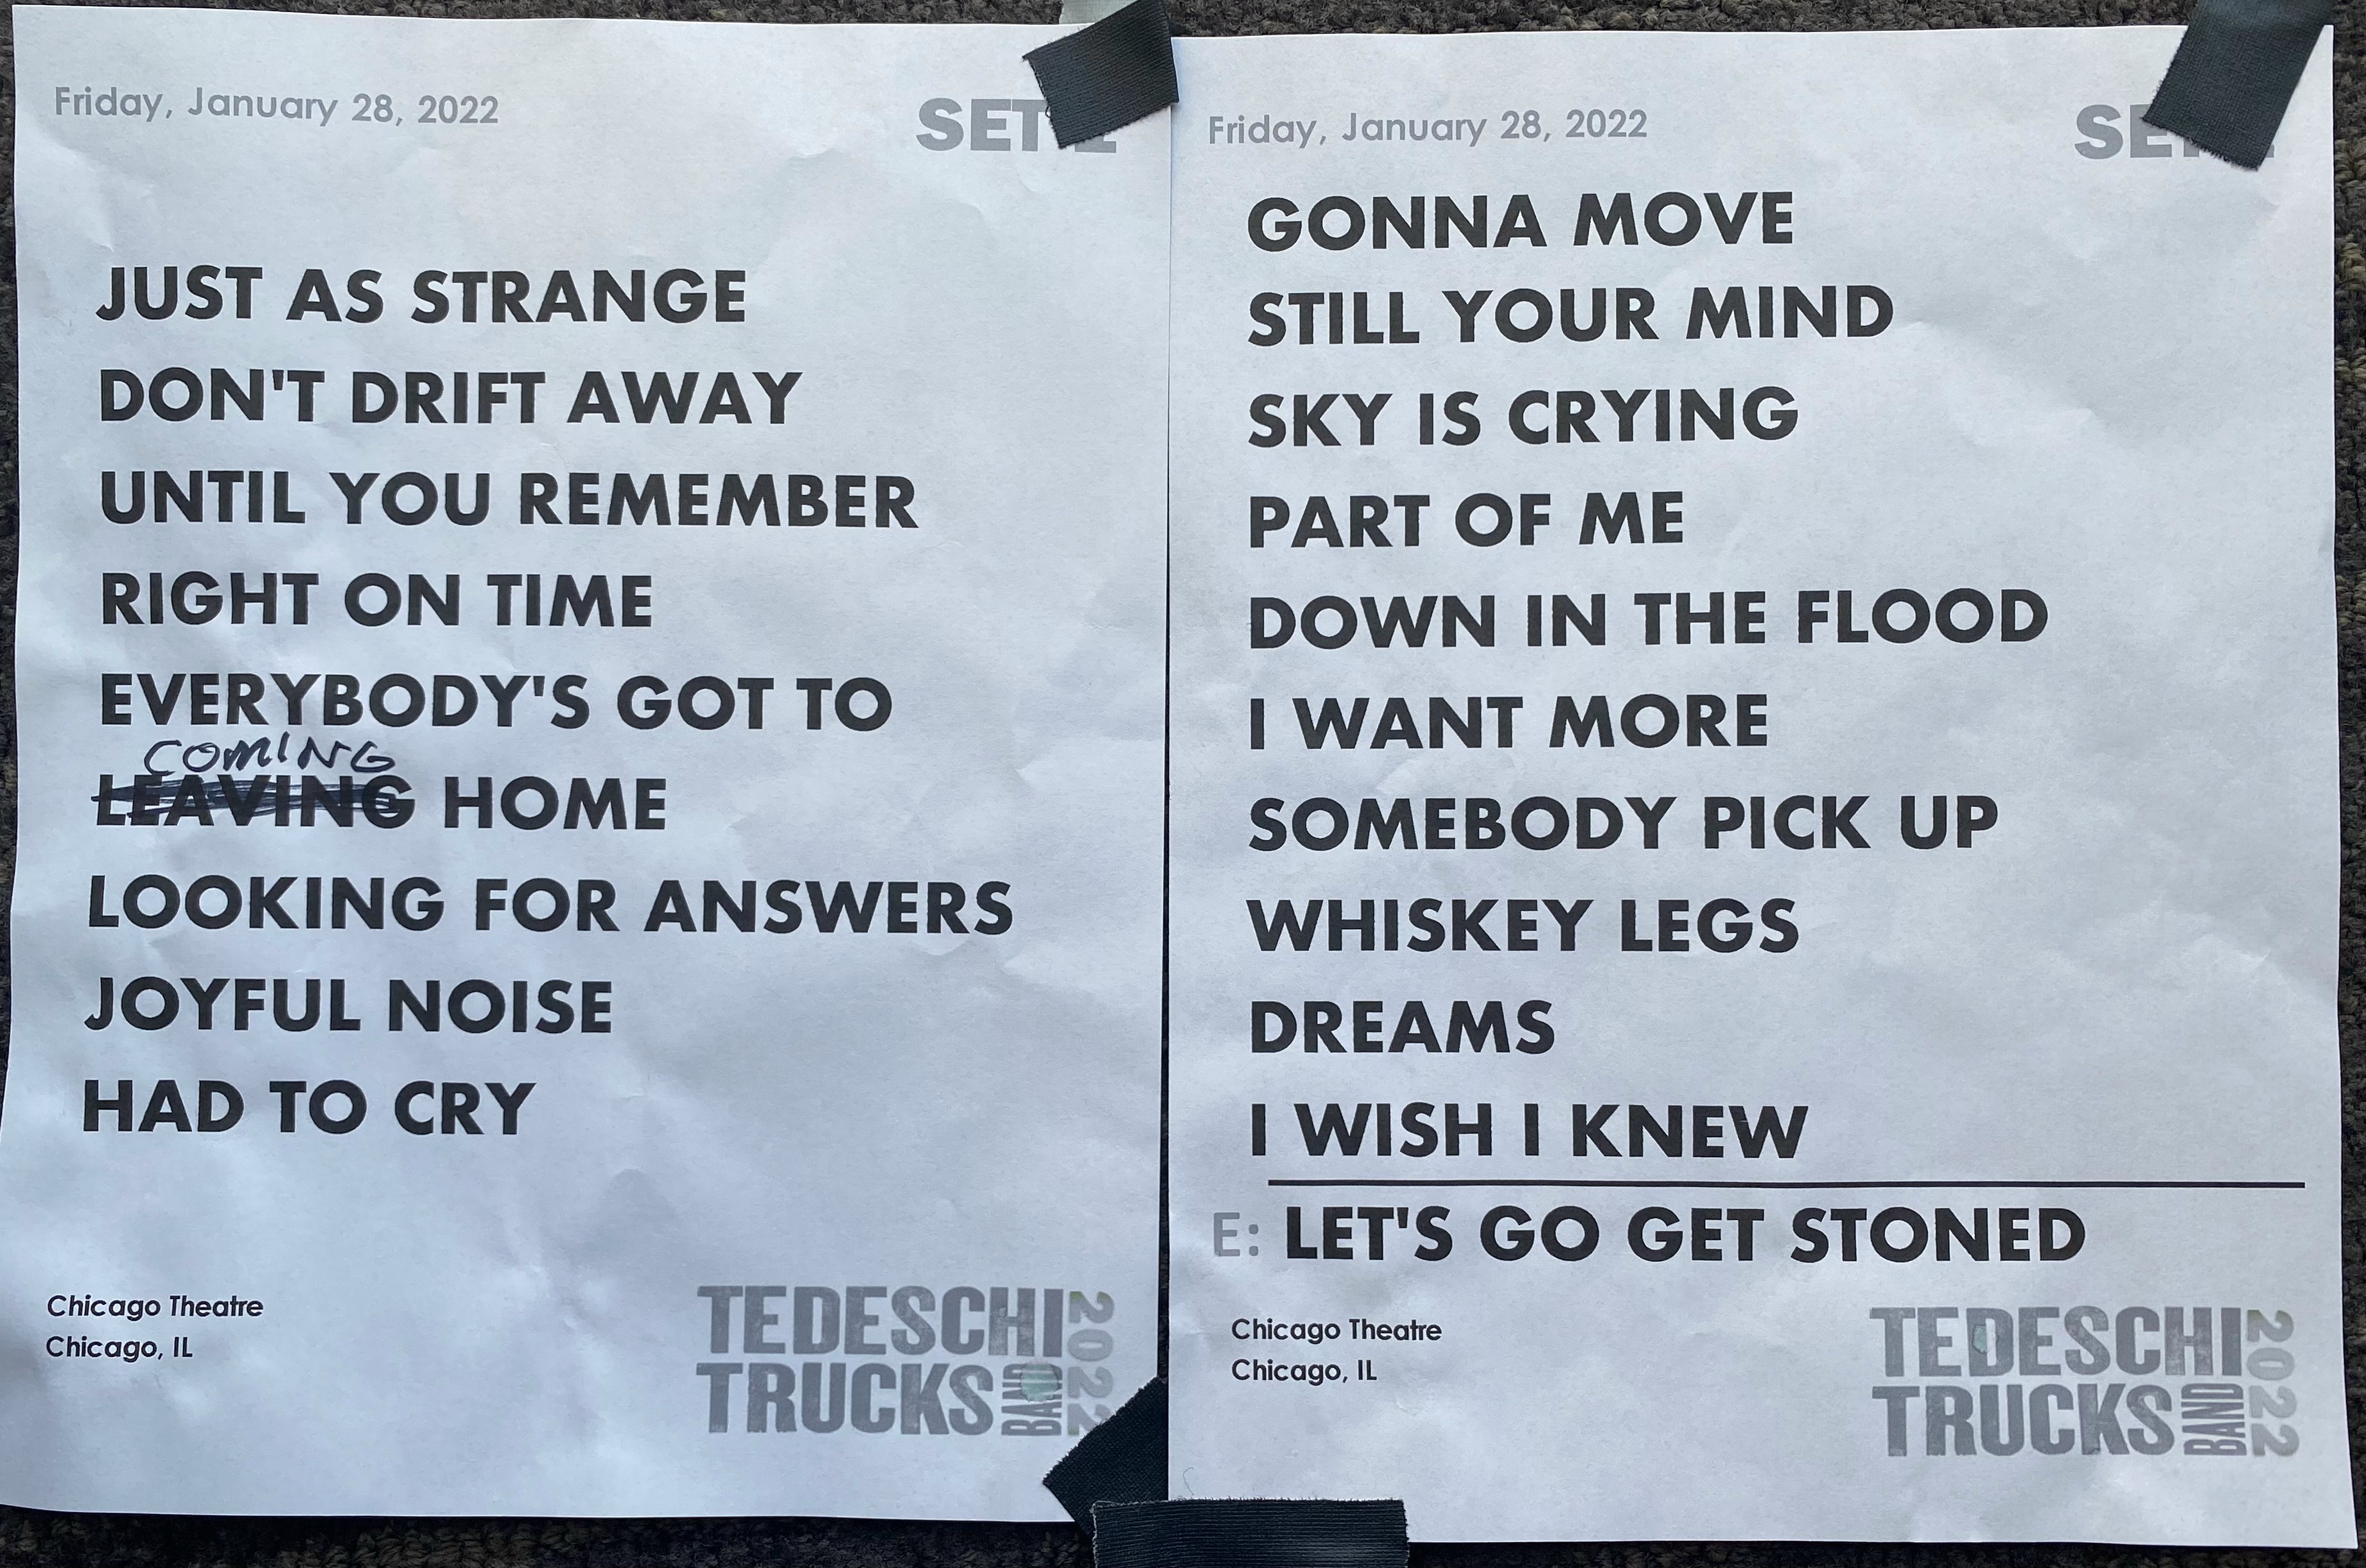 Friday, January 28, 2022
SET
JUST AS STRANGE
DON'T DRIFT AWAY
UNTIL YOU REMEMBER
RIGHT ON TIME
EVERYBODY'S GOT TO
COMING
LEAVING HOME
LOOKING FOR ANSWERS
JOYFUL NOISE
HAD TO CRY
Chicago Theatre
Chicago, IL
TEDESCHI
TRUCKS BAND
2022
Friday, January 28, 2022
GONNA MOVE
STILL YOUR MIND
SKY IS CRYING
PART OF ME
DOWN IN THE FLOOD
I WANT MORE
SOMEBODY PICK UP
WHISKEY LEGS
DREAMS
I WISH I KNEW
E: LET'S GO GET STONED
Chicago Theatre
Chicago, IL
TEDESCHI
TRUCKS BAND
2022